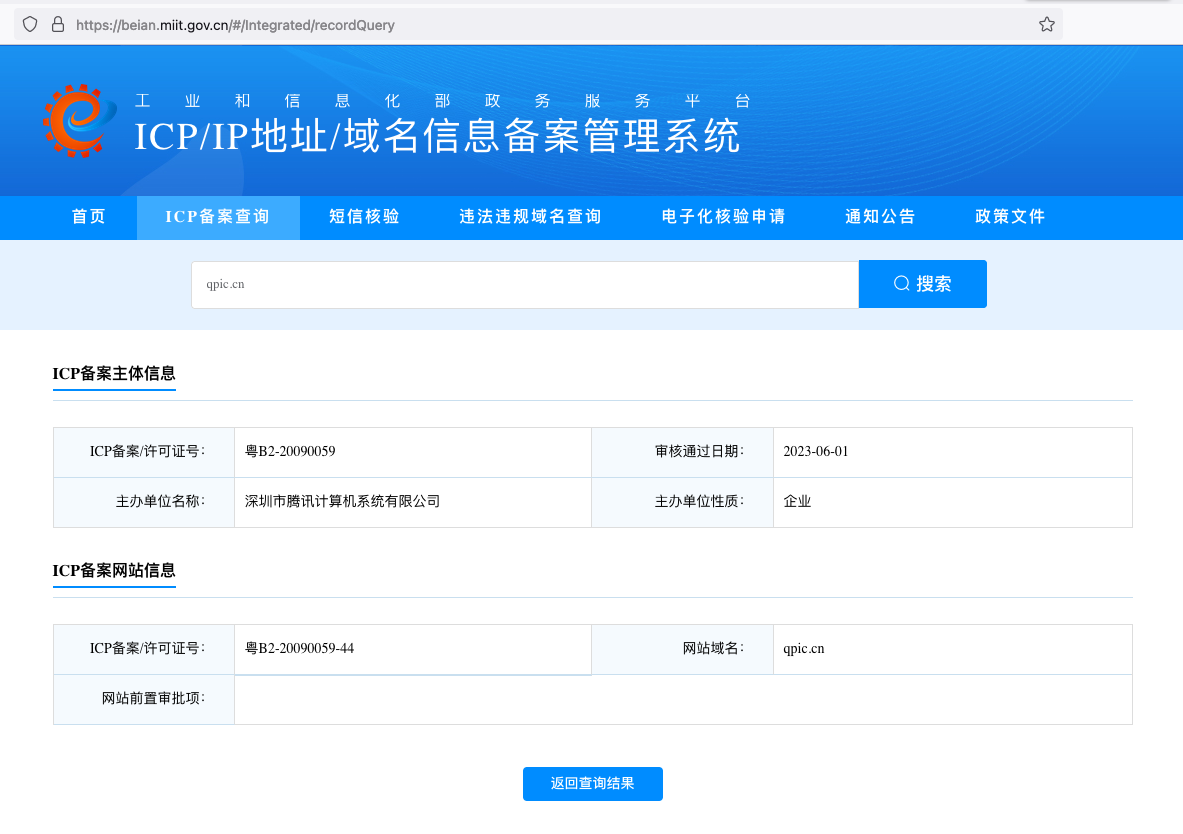 https://beian.miit.gov.cn/#/Integrated/recordQuery
工业和信息化部政务服务平台
ICP/IP地址/域名信息备案管理系统
首页 ICP备案查询 短信核验 违法违规域名查询 电子化核验申请 通知公告 政策文件
qpic.cn 搜索
ICP备案主体信息
ICP备案/许可证号： 粤B2-20090059 审核通过日期： 2023-06-01
主办单位名称： 深圳市腾讯计算机系统有限公司 主办单位性质： 企业
ICP备案网站信息
ICP备案/许可证号： 粤B2-20090059-44 网站域名： qpic.cn
网站前置审批项：
返回查询结果